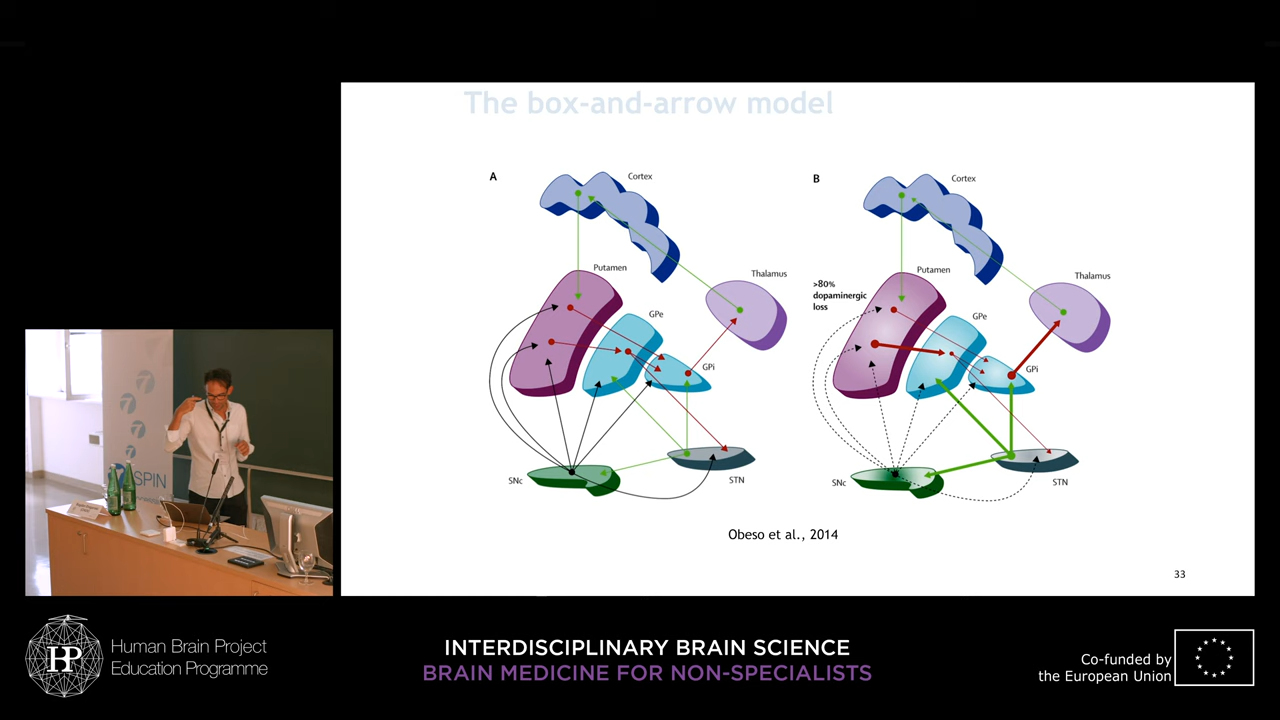 The box-and-arrow model
A
Cortex
Putamen
Thalamus
GPe
GPi
SNc
STN
B
Cortex
Putamen
Thalamus
>80%
dopaminergic
loss
GPe
GPi
SNc
STN
Obeso et al., 2014
33
SPIN
HP
Human Brain Project
Education Programme
INTERDISCIPLINARY BRAIN SCIENCE
BRAIN MEDICINE FOR NON-SPECIALISTS
Co-funded by
the European Union